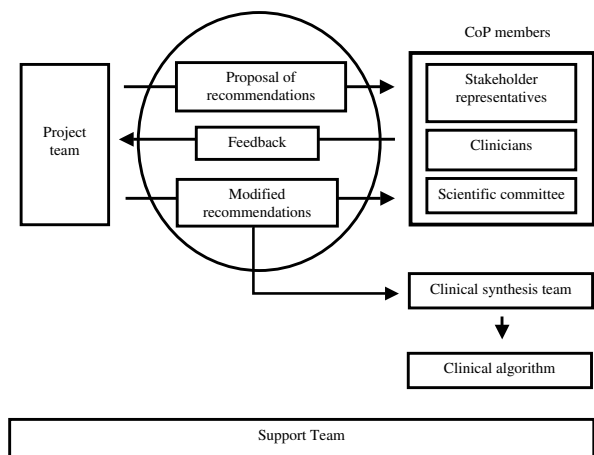 CoP members
Project
team
Proposal of
recommendations
Feedback
Modified
recommendations
Stakeholder
representatives
Clinicians
Scientific committee
Clinical synthesis team
Clinical algorithm
Support Team